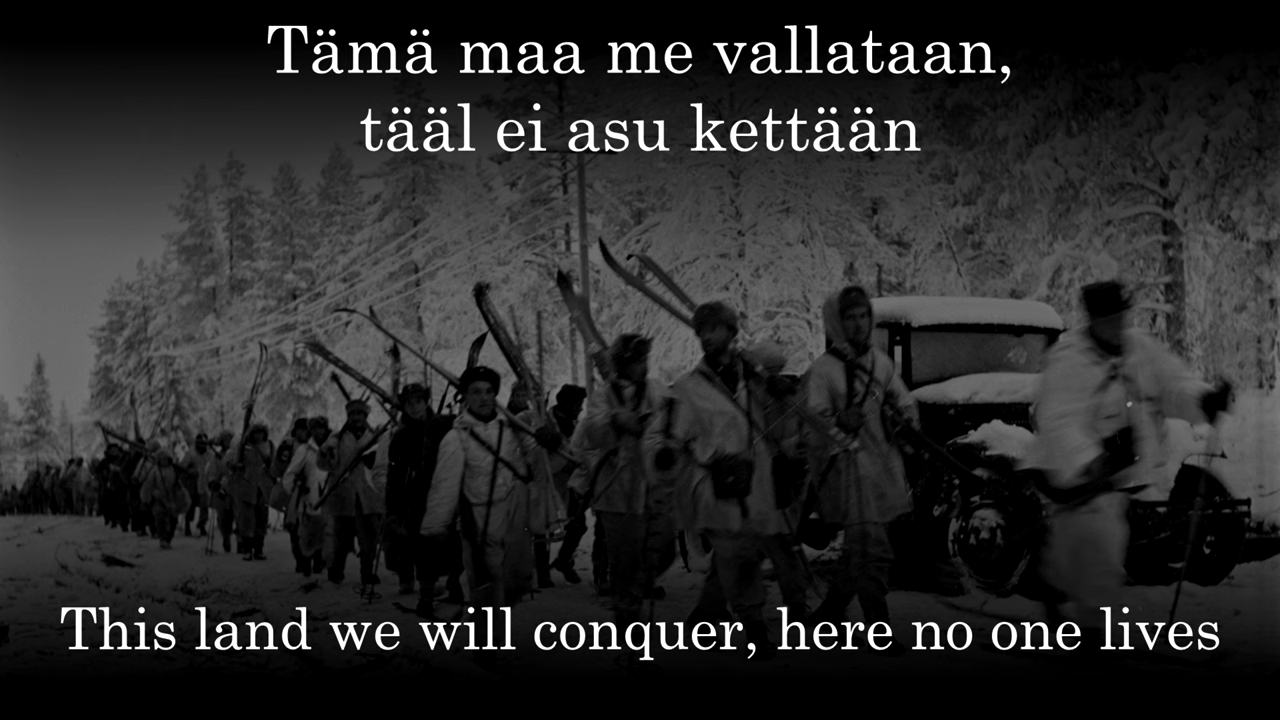 Tämä maa me vallataan,
tääl ei asu kettään
This land we will conquer, here no one lives